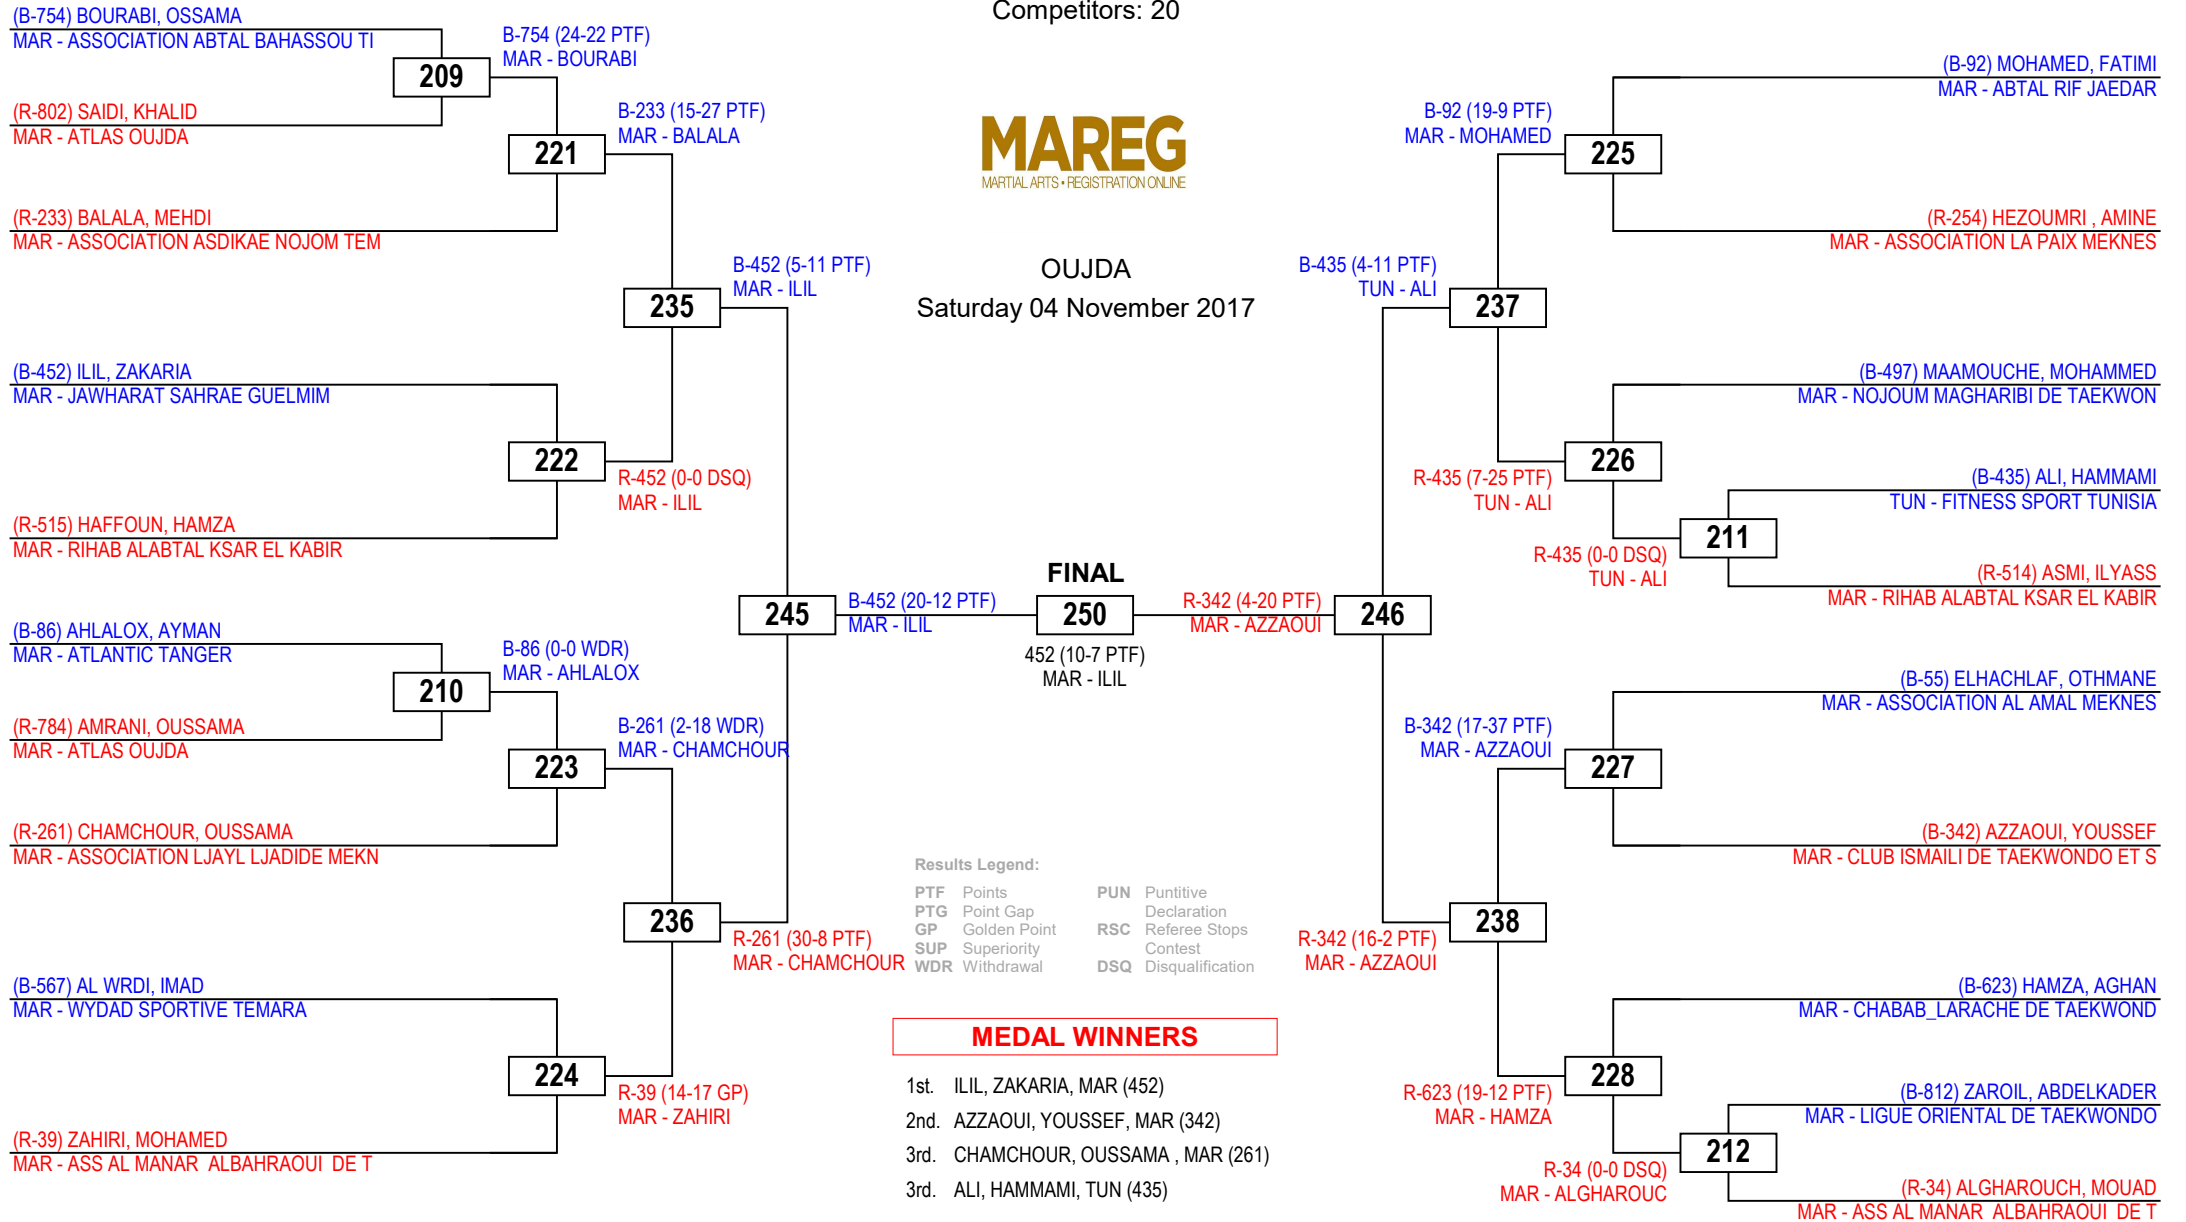 Competitors: 20
MAREG
MARTIAL ARTS • REGISTRATION ONLINE
OUJDA
Saturday 04 November 2017
(B-754) BOURABI, OSSAMA
MAR - ASSOCIATION ABTAL BAHASSOU TI
209
(R-802) SAIDI, KHALID
MAR - ATLAS OUJDA
B-754 (24-22 PTF)
MAR - BOURABI
221
(R-233) BALALA, MEHDI
MAR - ASSOCIATION ASDIKAE NOJOM TEM
B-233 (15-27 PTF)
MAR - BALALA
235
B-452 (5-11 PTF)
MAR - ILIL
(B-452) ILIL, ZAKARIA
MAR - JAWHARAT SAHRAE GUELMIM
222
R-452 (0-0 DSQ)
MAR - ILIL
(R-515) HAFFOUN, HAMZA
MAR - RIHAB ALABTAL KSAR EL KABIR
245
B-452 (20-12 PTF)
MAR - ILIL
(B-86) AHLALOX, AYMAN
MAR - ATLANTIC TANGER
210
(R-784) AMRANI, OUSSAMA
MAR - ATLAS OUJDA
B-86 (0-0 WDR)
MAR - AHLALOX
223
B-261 (2-18 WDR)
MAR - CHAMCHOUR
(R-261) CHAMCHOUR, OUSSAMA
MAR - ASSOCIATION LJAYL LJADIDE MEKN
236
R-261 (30-8 PTF)
MAR - CHAMCHOUR
(B-567) AL WRDI, IMAD
MAR - WYDAD SPORTIVE TEMARA
224
R-39 (14-17 GP)
MAR - ZAHIRI
(R-39) ZAHIRI, MOHAMED
MAR - ASS AL MANAR  ALBAHRAOUI  DE T
FINAL
250
452 (10-7 PTF)
MAR - ILIL
(B-92) MOHAMED, FATIMI
MAR - ABTAL RIF JAEDAR
B-92 (19-9 PTF)
MAR - MOHAMED
225
(R-254) HEZOUMRI , AMINE
MAR - ASSOCIATION LA PAIX MEKNES
B-435 (4-11 PTF)
TUN - ALI
237
(B-497) MAAMOUCHE, MOHAMMED
MAR - NOJOUM MAGHARIBI DE TAEKWON
226
R-435 (7-25 PTF)
TUN - ALI
(B-435) ALI, HAMMAMI
TUN - FITNESS SPORT TUNISIA
211
R-435 (0-0 DSQ)
TUN - ALI
(R-514) ASMI, ILYASS
MAR - RIHAB ALABTAL KSAR EL KABIR
R-342 (4-20 PTF)
MAR - AZZAOUI
246
(B-55) ELHACHLAF, OTHMANE
MAR - ASSOCIATION AL AMAL MEKNES
B-342 (17-37 PTF)
MAR - AZZAOUI
227
(B-342) AZZAOUI, YOUSSEF
MAR - CLUB ISMAILI DE TAEKWONDO ET S
238
R-342 (16-2 PTF)
MAR - AZZAOUI
(B-623) HAMZA, AGHAN
MAR - CHABAB_LARACHE DE TAEKWOND
228
R-623 (19-12 PTF)
MAR - HAMZA
(B-812) ZAROIL, ABDELKADER
MAR - LIGUE ORIENTAL DE TAEKWONDO
212
R-34 (0-0 DSQ)
MAR - ALGHAROUC
(R-34) ALGHAROUCH, MOUAD
MAR - ASS AL MANAR  ALBAHRAOUI  DE T
Results Legend:
PTF Points
PTG Point Gap
GP Golden Point
SUP Superiority
WDR Withdrawal
PUN Puntitive
Declaration
RSC Referee Stops
Contest
DSQ Disqualification
MEDAL WINNERS
1st. ILIL, ZAKARIA, MAR (452)
2nd. AZZAOUI, YOUSSEF, MAR (342)
3rd. CHAMCHOUR, OUSSAMA , MAR (261)
3rd. ALI, HAMMAMI, TUN (435)